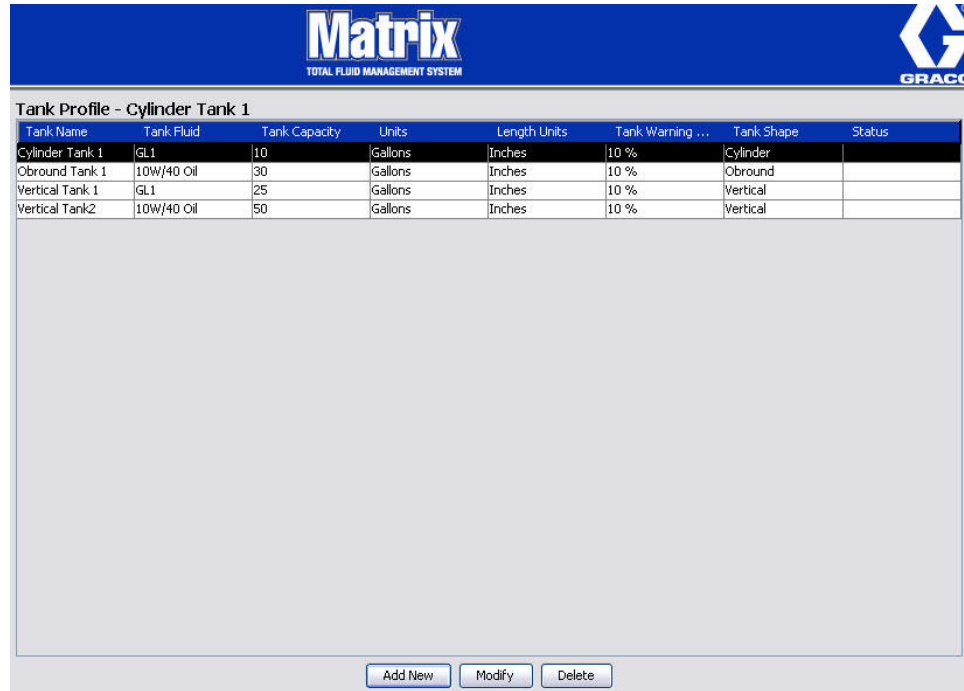 Matrix
TOTAL FLUID MANAGEMENT SYSTEM
GRACO
Tank Profile - Cylinder Tank 1
Tank Name Tank Fluid Tank Capacity Units Length Units Tank Warning ... Tank Shape Status
Cylinder Tank 1 GL1 10 Gallons Inches 10 % Cylinder
Obround Tank 1 10W/40 Oil 30 Gallons Inches 10 % Obround
Vertical Tank 1 GL1 25 Gallons Inches 10 % Vertical
Vertical Tank2 10W/40 Oil 50 Gallons Inches 10 % Vertical
Add New Modify Delete